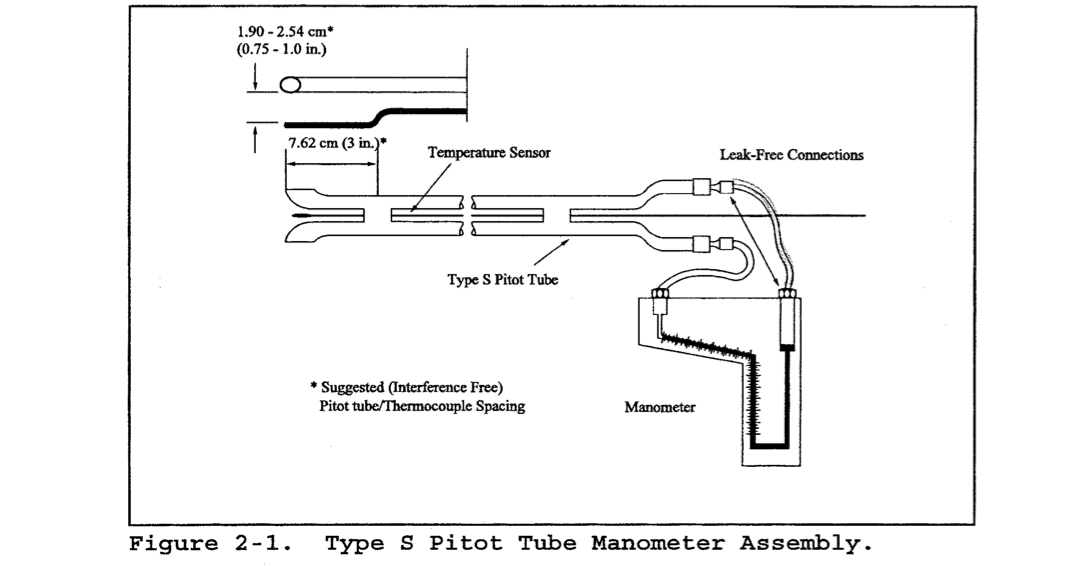 1.90 - 2.54 cm*
(0.75 - 1.0 in.)
7.62 cm (3 in.)*
Temperature Sensor
Leak-Free Connections
Type S Pitot Tube
* Suggested (Interference Free)
Pitot tube/Thermocouple Spacing
Manometer
Figure 2-1. Type S Pitot Tube Manometer Assembly.